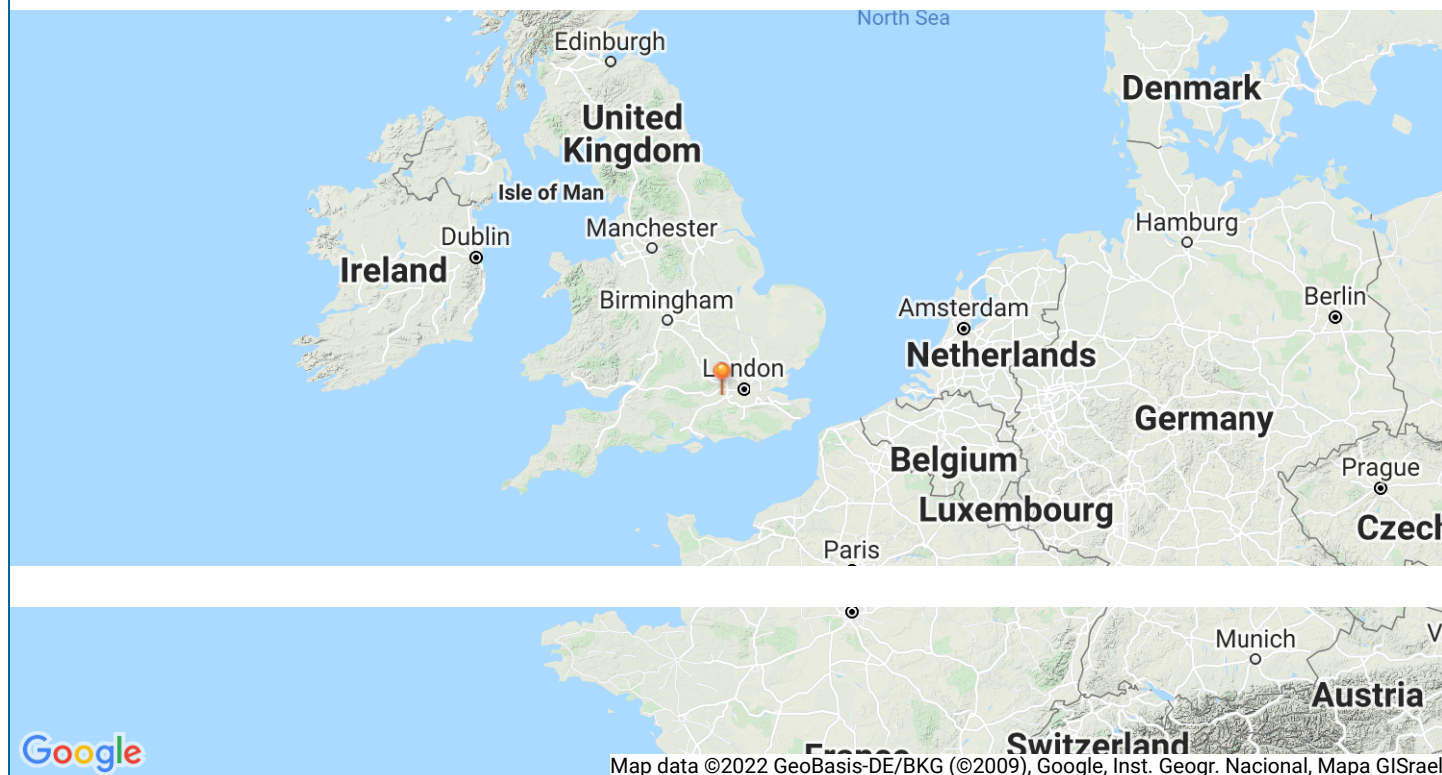 North Sea
Edinburgh
Denmark
United
Kingdom
Isle of Man
Hamburg
Manchester
Dublin
Ireland
Birmingham
Berlin
Amsterdam
Netherlands
London
Germany
Belgium
Prague
Luxembourg
Czech
Paris
Munich
V
Austria
Switzerland
France
Google
Map data ©2022 GeoBasis-DE/BKG (©2009), Google, Inst. Geogr. Nacional, Mapa GISrael